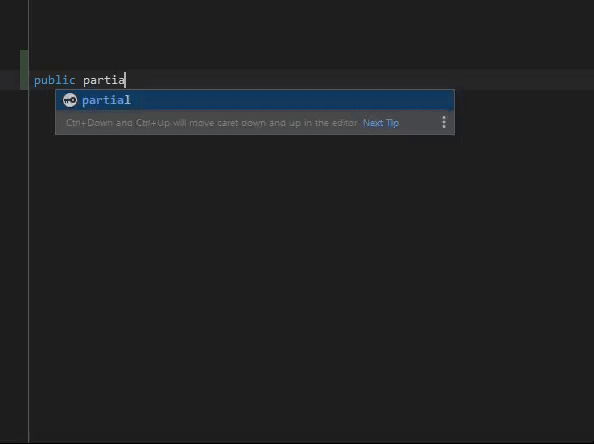 public partia
partial
Ctrl+Down and Ctrl+Up will move caret down and up in the editor Next Tip